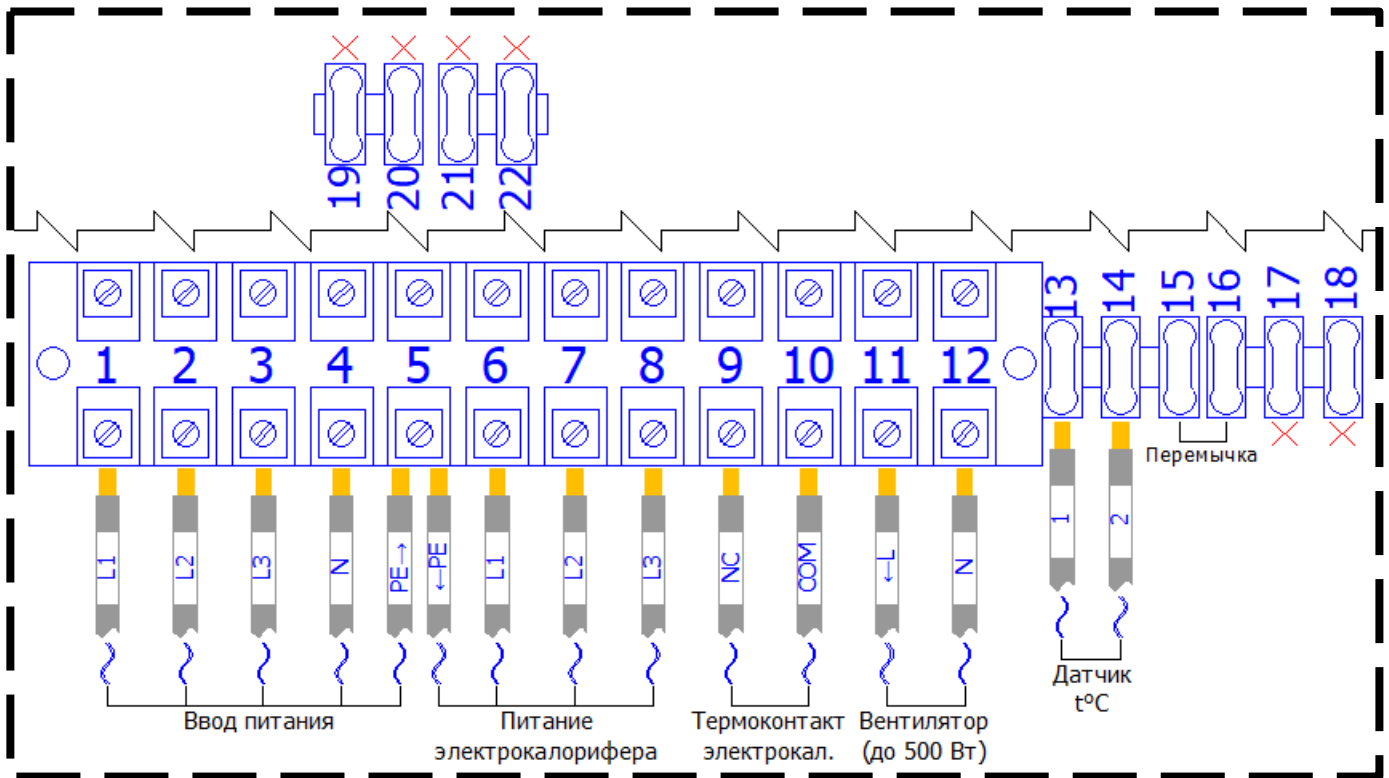 19 20 21 22
1 2 3 4 5 6 7 8 9 10 11 12 13 14 15 16 17 18
Перемычка
L1 L2 L3 N PE→ ←PE L1 L2 L3 NC COM ←L N 1 2
Ввод питания
Питание
электрокалорифера
Термоконтакт
электрокал.
Вентилятор
(до 500 Вт)
Датчик
t°C